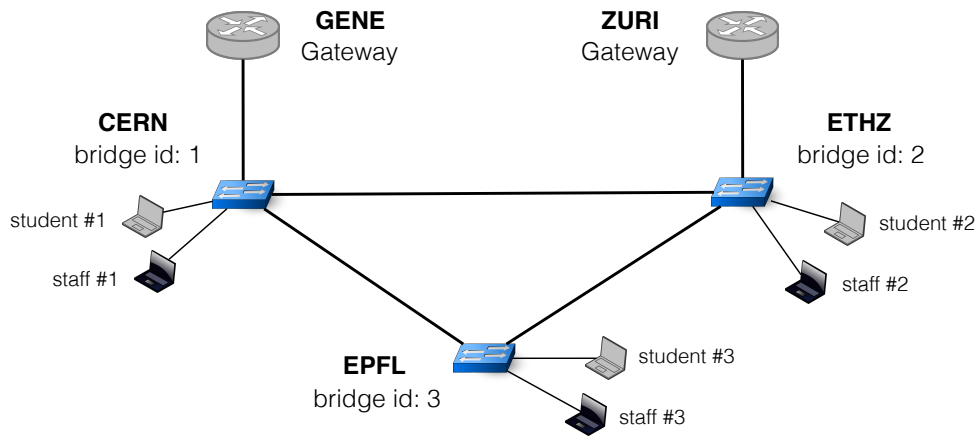 GENE
Gateway
ZURI
Gateway
CERN
bridge id: 1
ETHZ
bridge id: 2
student #1
staff #1
student #2
staff #2
EPFL
bridge id: 3
student #3
staff #3